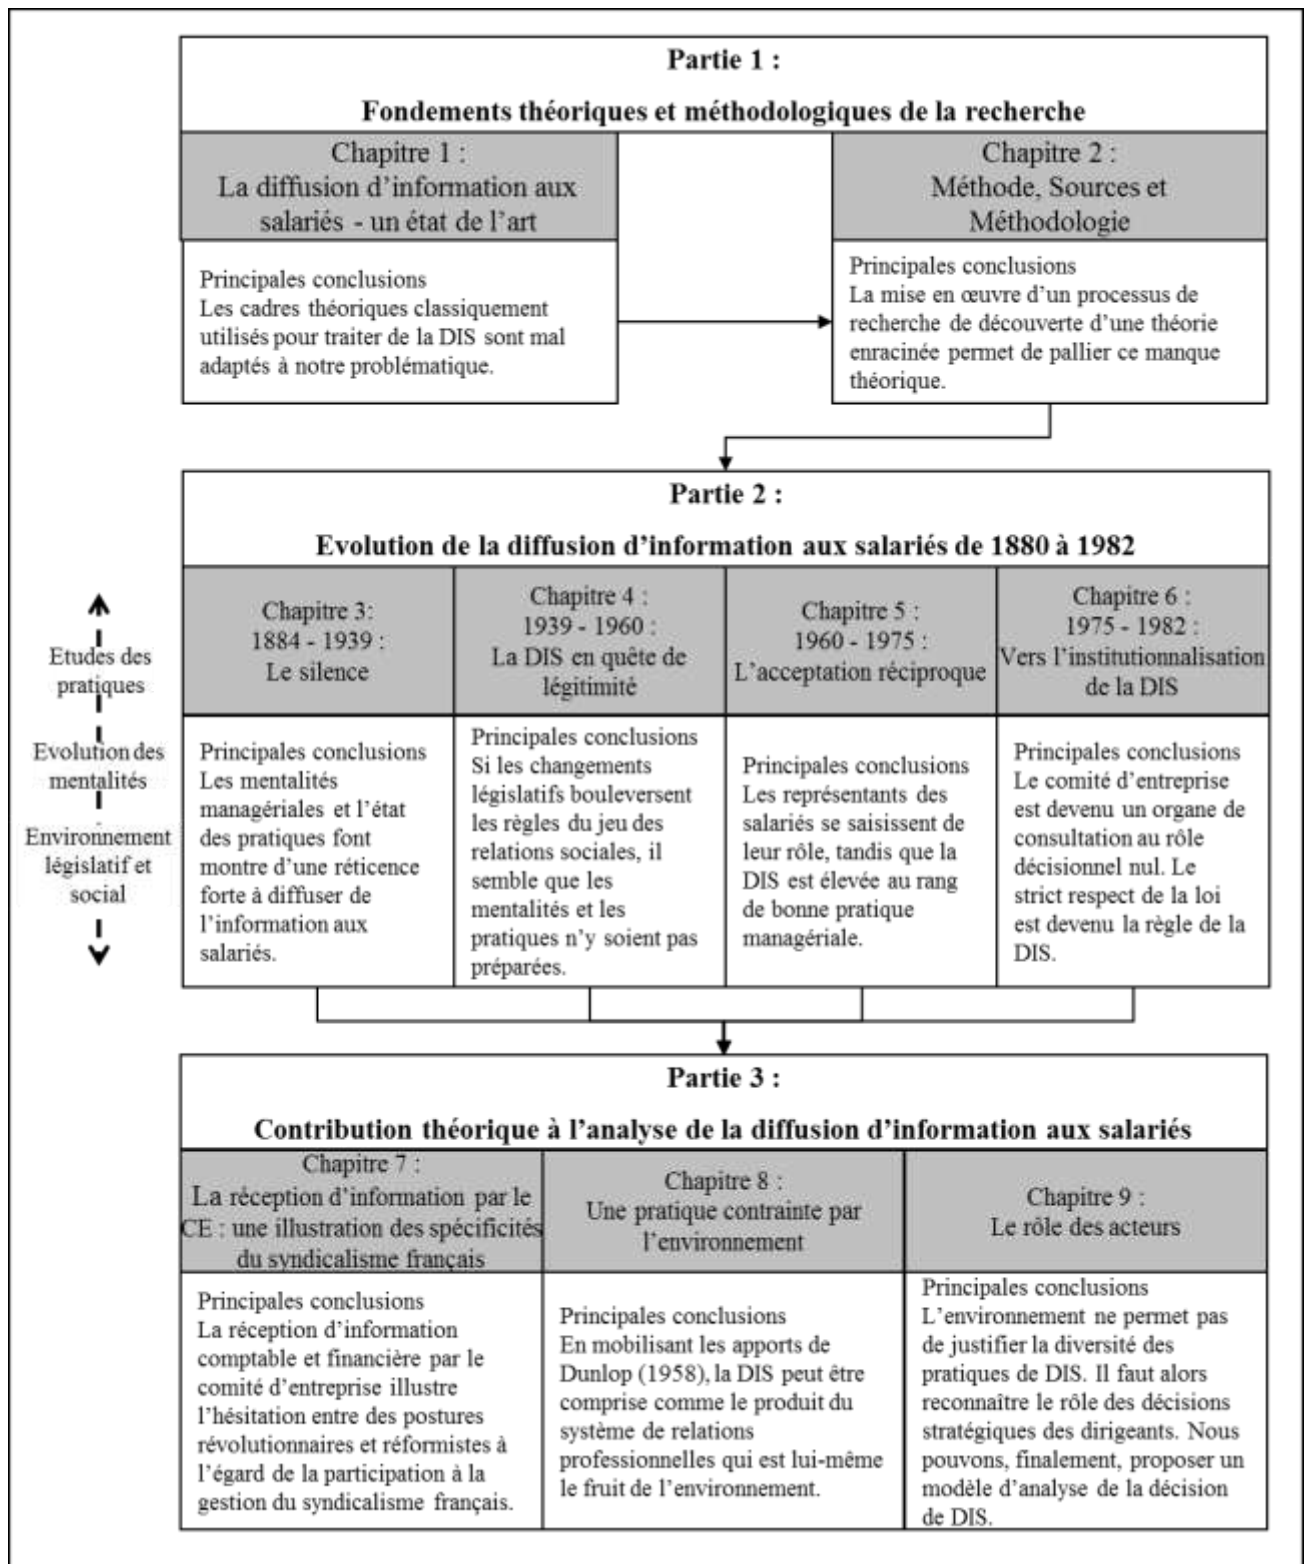 Partie 1 :
Fondements théoriques et méthodologiques de la recherche
Chapitre 1 :
La diffusion d’information aux
salariés - un état de l’art
Principales conclusions
Les cadres théoriques classiquement
utilisés pour traiter de la DIS sont mal
adaptés à notre problématique.
Chapitre 2 :
Méthode, Sources et
Méthodologie
Principales conclusions
La mise en œuvre d’un processus de
recherche de découverte d’une théorie
enracinée permet de pallier ce manque
théorique.
Partie 2 :
Evolution de la diffusion d’information aux salariés de 1880 à 1982
Etudes des
pratiques
Evolution des
mentalités
Environnement
législatif et
social
Chapitre 3:
1884 - 1939 :
Le silence
Principales conclusions
Les mentalités
managériales et l’état
des pratiques font
montre d’une réticence
forte à diffuser de
l’information aux
salariés.
Chapitre 4 :
1939 - 1960 :
La DIS en quête de
légitimité
Principales conclusions
Si les changements
législatifs bouleversent
les règles du jeu des
relations sociales, il
semble que les
mentalités et les
pratiques n’y soient pas
préparées.
Chapitre 5 :
1960 - 1975 :
L’acceptation réciproque
Principales conclusions
Les représentants des
salariés se saisissent de
leur rôle, tandis que la
DIS est élevée au rang
de bonne pratique
managériale.
Chapitre 6 :
1975 - 1982 :
Vers l’institutionnalisation
de la DIS
Principales conclusions
Le comité d’entreprise
est devenu un organe de
consultation au rôle
décisionnel nul. Le
strict respect de la loi
est devenu la règle de la
DIS.
Partie 3 :
Contribution théorique à l’analyse de la diffusion d’information aux salariés
Chapitre 7 :
La réception d’information par le
CE : une illustration des spécificités
du syndicalisme français
Principales conclusions
La réception d’information
comptable et financière par le
comité d’entreprise illustre
l’hésitation entre des postures
révolutionnaires et réformistes à
l’égard de la participation à la
gestion du syndicalisme français.
Chapitre 8 :
Une pratique contrainte par
l’environnement
Principales conclusions
En mobilisant les apports de
Dunlop (1958), la DIS peut être
comprise comme le produit du
système de relations
professionnelles qui est lui-même
le fruit de l’environnement.
Chapitre 9 :
Le rôle des acteurs
Principales conclusions
L’environnement ne permet pas
de justifier la diversité des
pratiques de DIS. Il faut alors
reconnaître le rôle des décisions
stratégiques des dirigeants. Nous
pouvons, finalement, proposer un
modèle d’analyse de la décision
de DIS.